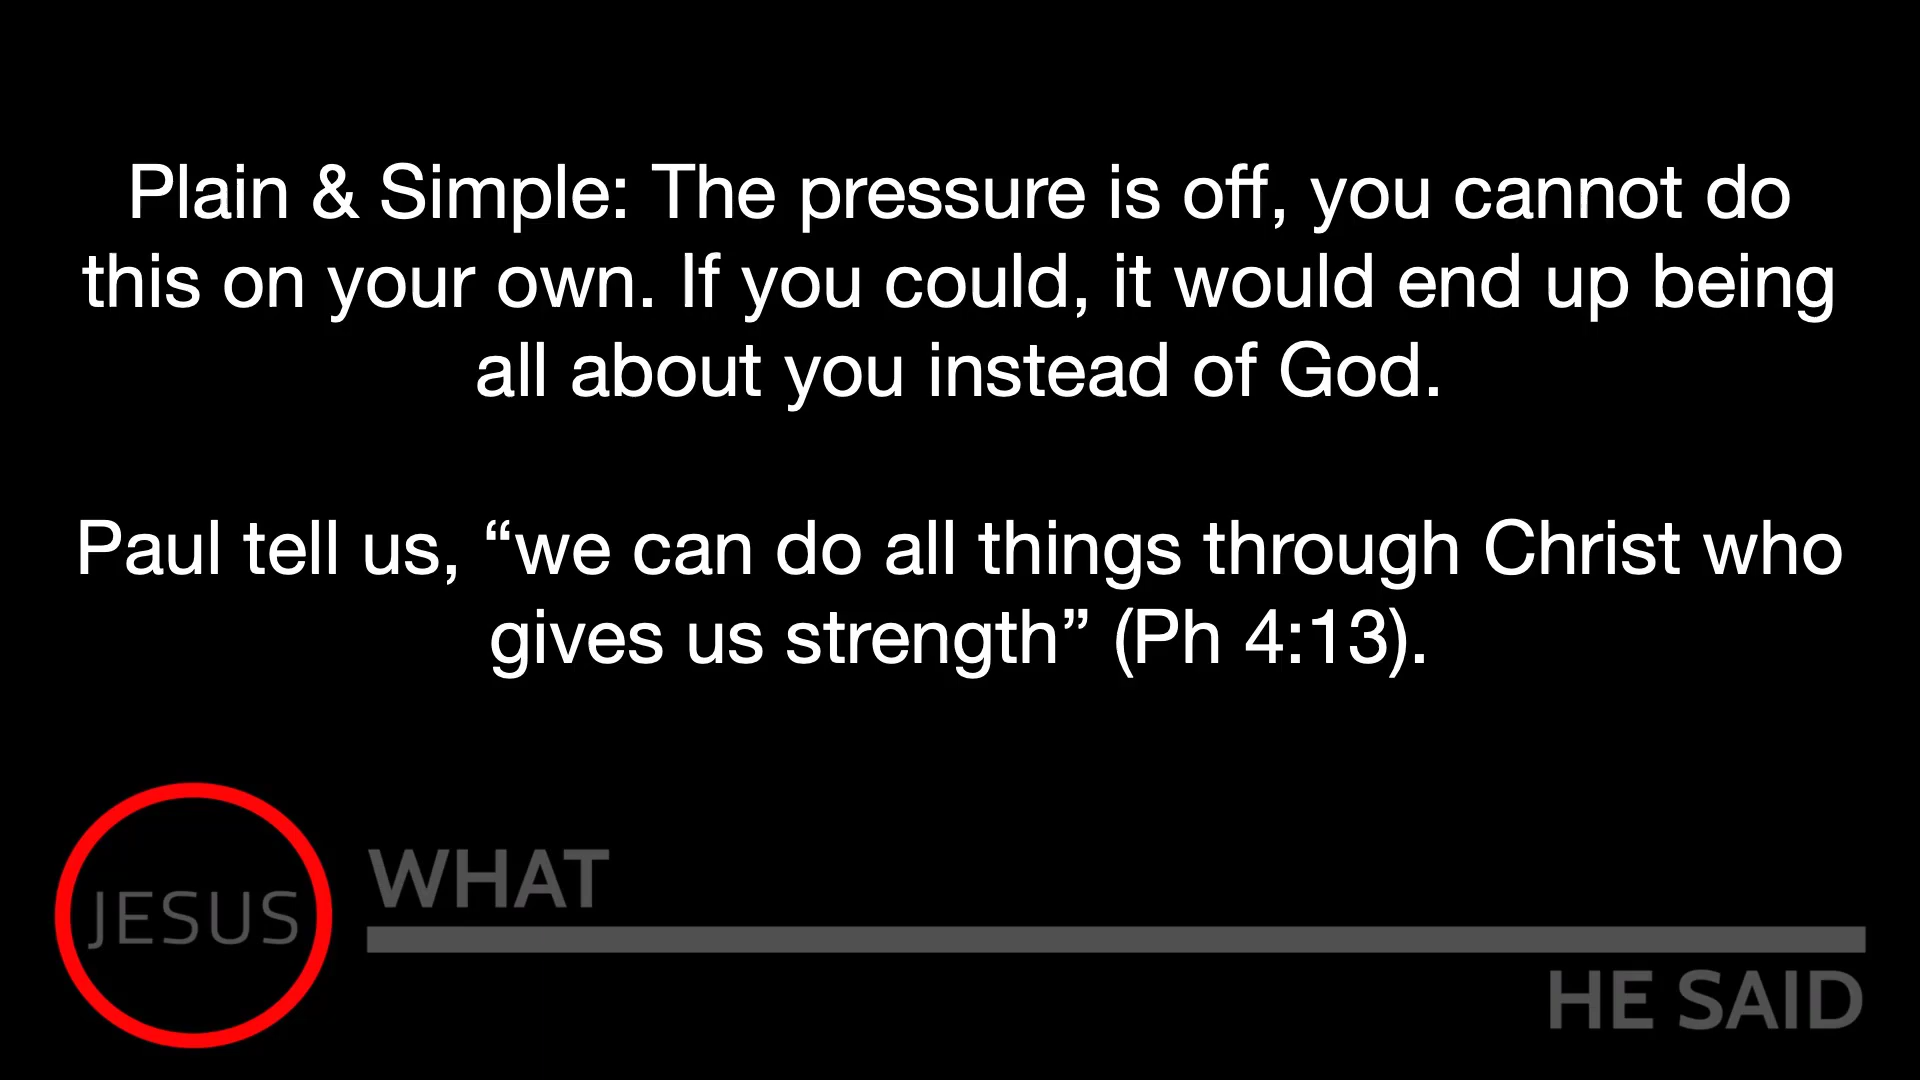 Plain & Simple: The pressure is off, you cannot do
this on your own. If you could, it would end up being
all about you instead of God.
Paul tell us, “we can do all things through Christ who
gives us strength” (Ph 4:13).
JESUS
WHAT
HE SAID